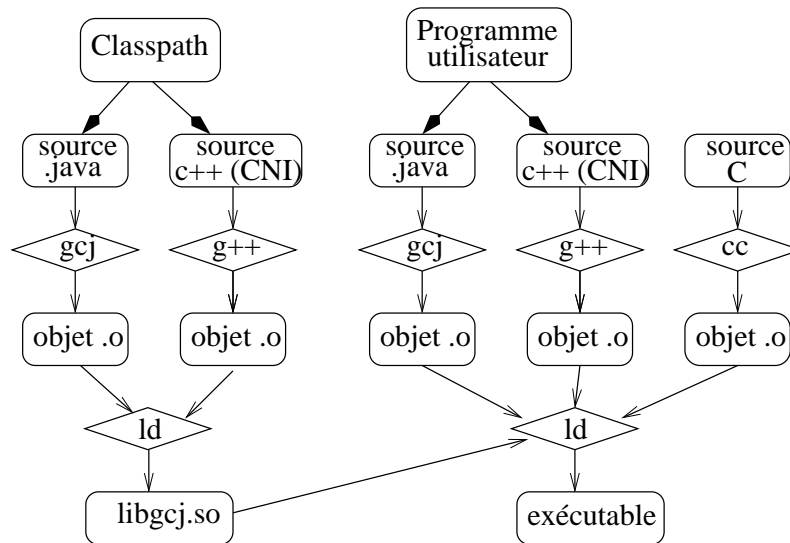 Classpath
Programme
utilisateur
source
.java
source
c++ (CNI)
source
.java
source
c++ (CNI)
source
C
gcj
g++
gcj
g++
cc
objet .o
objet .o
objet .o
objet .o
objet .o
ld
ld
libgcj.so
exécutable